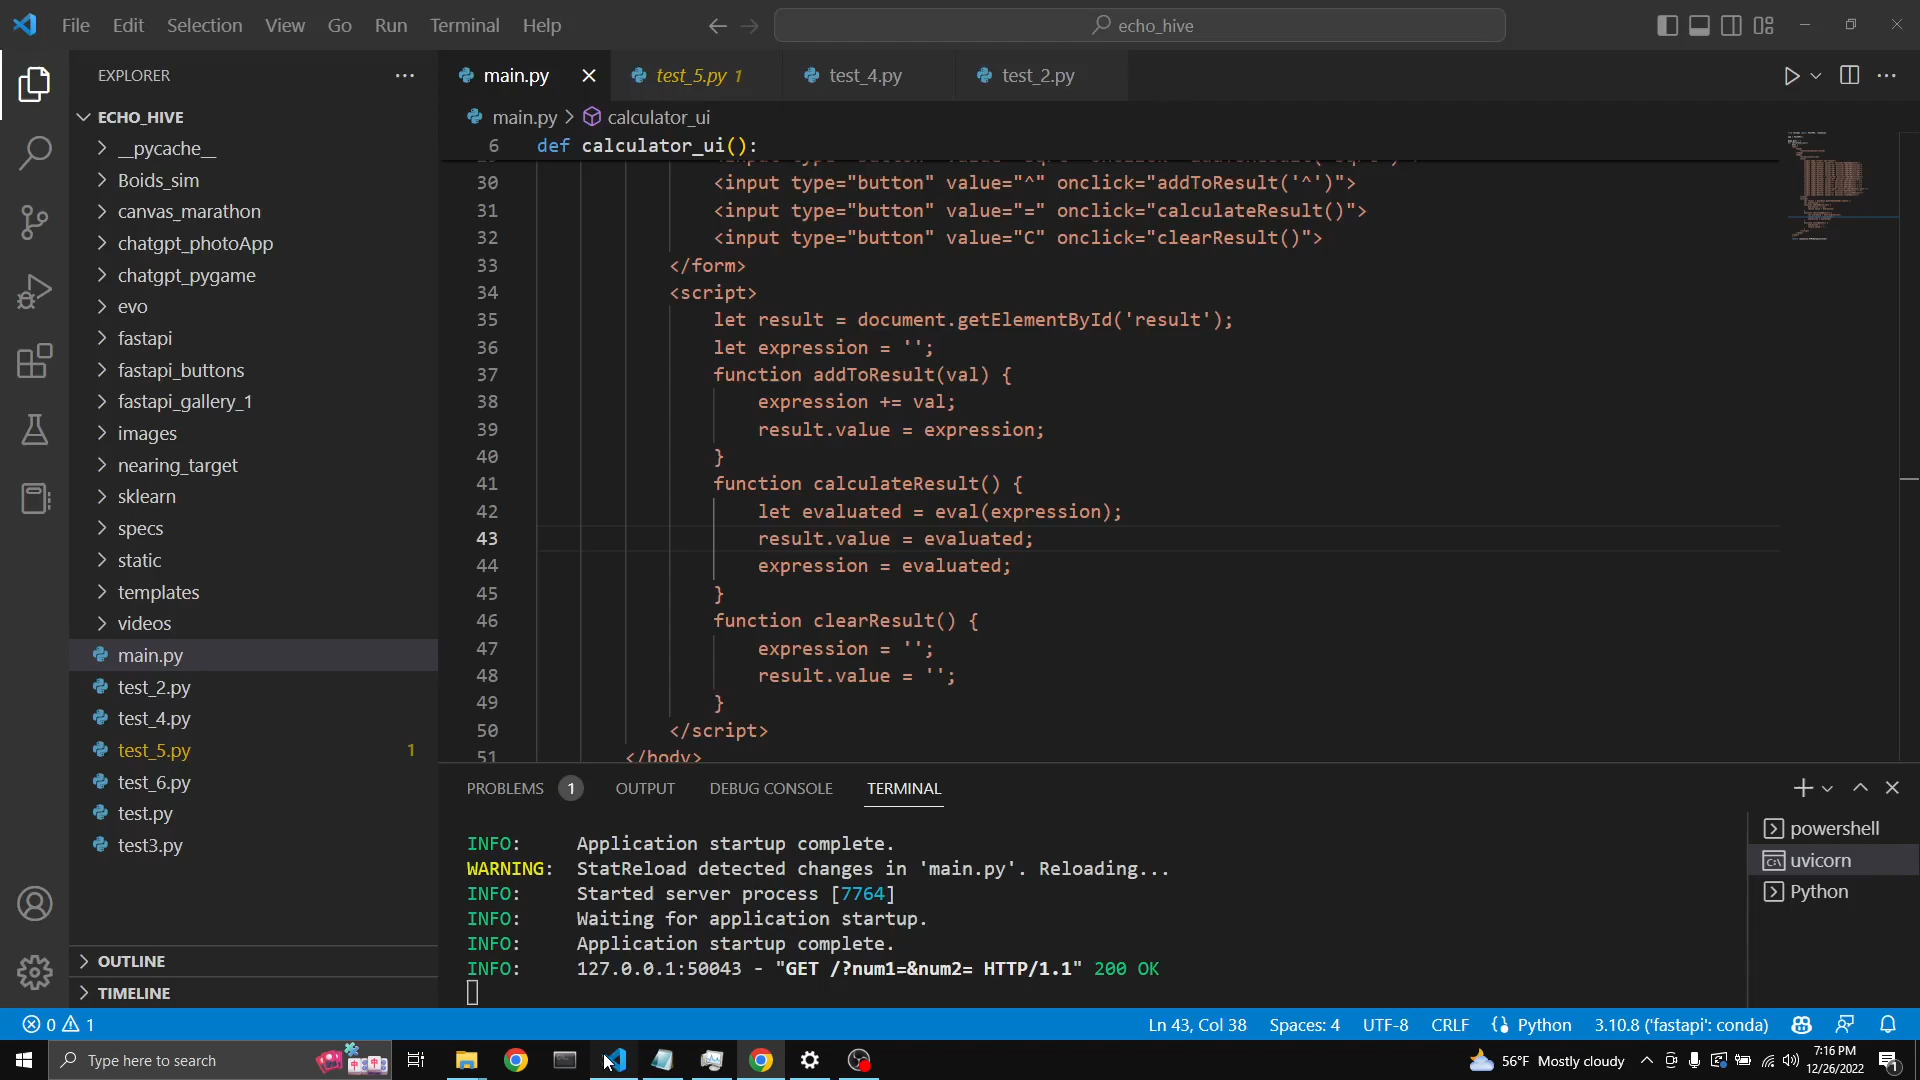 File Edit Selection View Go Run Terminal Help
echo_hive
EXPLORER
main.py
test_5.py 1
test_4.py
test_2.py
ECHO_HIVE
main.py > calculator_ui
__pycache__
Boids_sim
canvas_marathon
chatgpt_photoApp
chatgpt_pygame
evo
fastapi
fastapi_buttons
fastapi_gallery_1
images
nearing_target
sklearn
specs
static
templates
videos
main.py
test_2.py
test_4.py
test_5.py 1
test_6.py
test.py
test3.py
OUTLINE
TIMELINE
6 def calculator_ui():
30 <input type="button" value="^" onclick="addToResult('^')">
31 <input type="button" value="=" onclick="calculateResult()">
32 <input type="button" value="C" onclick="clearResult()">
33 </form>
34 <script>
35 let result = document.getElementById('result');
36 let expression = '';
37 function addToResult(val) {
38 expression += val;
39 result.value = expression;
40 }
41 function calculateResult() {
42 let evaluated = eval(expression);
43 result.value = evaluated;
44 expression = evaluated;
45 }
46 function clearResult() {
47 expression = '';
48 result.value = '';
49 }
50 </script>
51 </body>
PROBLEMS 1 OUTPUT DEBUG CONSOLE TERMINAL
INFO: Application startup complete.
WARNING: StatReload detected changes in 'main.py'. Reloading...
INFO: Started server process [7764]
INFO: Waiting for application startup.
INFO: Application startup complete.
INFO: 127.0.0.1:50043 - "GET /?num1=&num2= HTTP/1.1" 200 OK
powershell
uvicorn
Python
0 1
Ln 43, Col 38 Spaces: 4 UTF-8 CRLF Python 3.10.8 ('fastapi': conda)
Type here to search
56°F Mostly cloudy
7:16 PM
12/26/2022
1